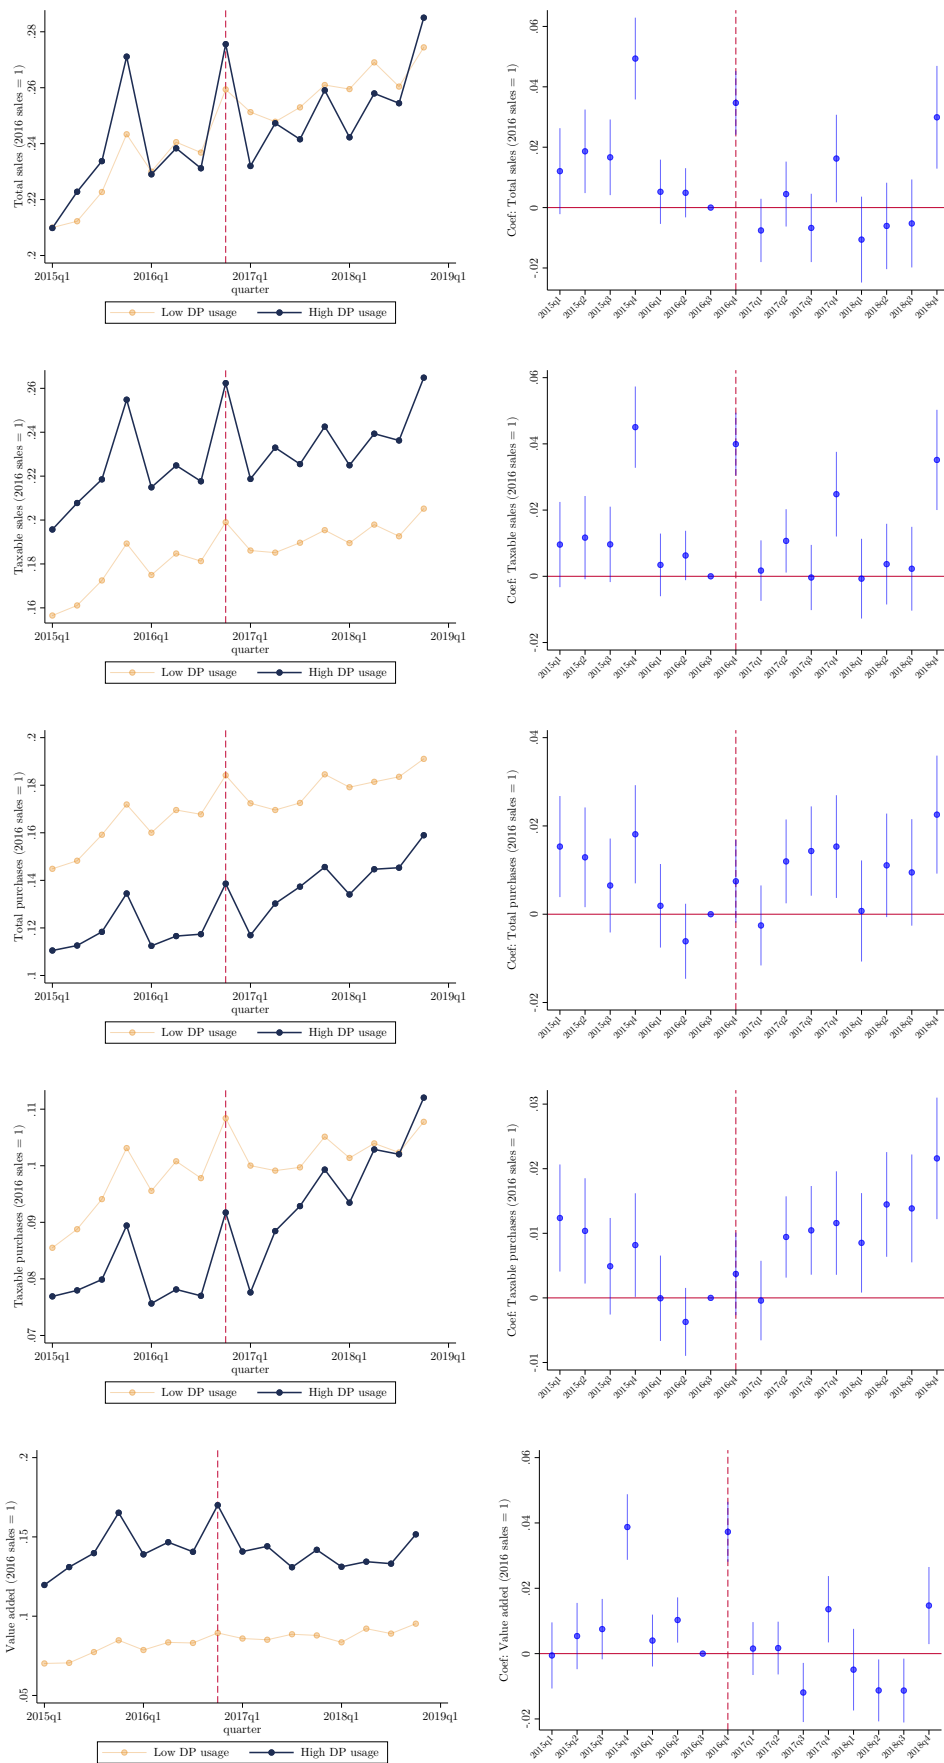 Total sales (2016 sales = 1)
.28
.26
.24
.22
.2
2015q1 2016q1 2017q1 2018q1 2019q1
quarter
Low DP usage High DP usage
Coef: Total sales (2016 sales = 1)
.06
.04
.02
0
-.02
2015q1 2015q2 2015q3 2015q4 2016q1 2016q2 2016q3 2016q4 2017q1 2017q2 2017q3 2017q4 2018q1 2018q2 2018q3 2018q4
Taxable sales (2016 sales = 1)
.26
.24
.22
.2
.18
.16
2015q1 2016q1 2017q1 2018q1 2019q1
quarter
Low DP usage High DP usage
Coef: Taxable sales (2016 sales = 1)
.06
.04
.02
0
-.02
2015q1 2015q2 2015q3 2015q4 2016q1 2016q2 2016q3 2016q4 2017q1 2017q2 2017q3 2017q4 2018q1 2018q2 2018q3 2018q4
Total purchases (2016 sales = 1)
.2
.18
.16
.14
.12
.1
2015q1 2016q1 2017q1 2018q1 2019q1
quarter
Low DP usage High DP usage
Coef: Total purchases (2016 sales = 1)
.04
.02
0
-.02
2015q1 2015q2 2015q3 2015q4 2016q1 2016q2 2016q3 2016q4 2017q1 2017q2 2017q3 2017q4 2018q1 2018q2 2018q3 2018q4
Taxable purchases (2016 sales = 1)
.11
.1
.09
.08
.07
2015q1 2016q1 2017q1 2018q1 2019q1
quarter
Low DP usage High DP usage
Coef: Taxable purchases (2016 sales = 1)
.03
.02
.01
0
-.01
2015q1 2015q2 2015q3 2015q4 2016q1 2016q2 2016q3 2016q4 2017q1 2017q2 2017q3 2017q4 2018q1 2018q2 2018q3 2018q4
Value added (2016 sales = 1)
.2
.15
.1
.05
2015q1 2016q1 2017q1 2018q1 2019q1
quarter
Low DP usage High DP usage
Coef: Value added (2016 sales = 1)
.06
.04
.02
0
-.02
2015q1 2015q2 2015q3 2015q4 2016q1 2016q2 2016q3 2016q4 2017q1 2017q2 2017q3 2017q4 2018q1 2018q2 2018q3 2018q4